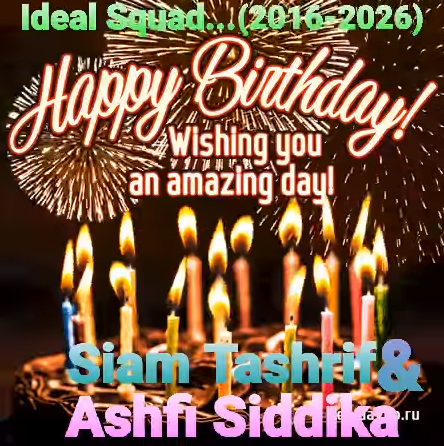 Ideal Squad...(2016-2026)
Happy Birthday!
Wishing you
an amazing day!
Siam Tashrif&
Ashfi Siddika